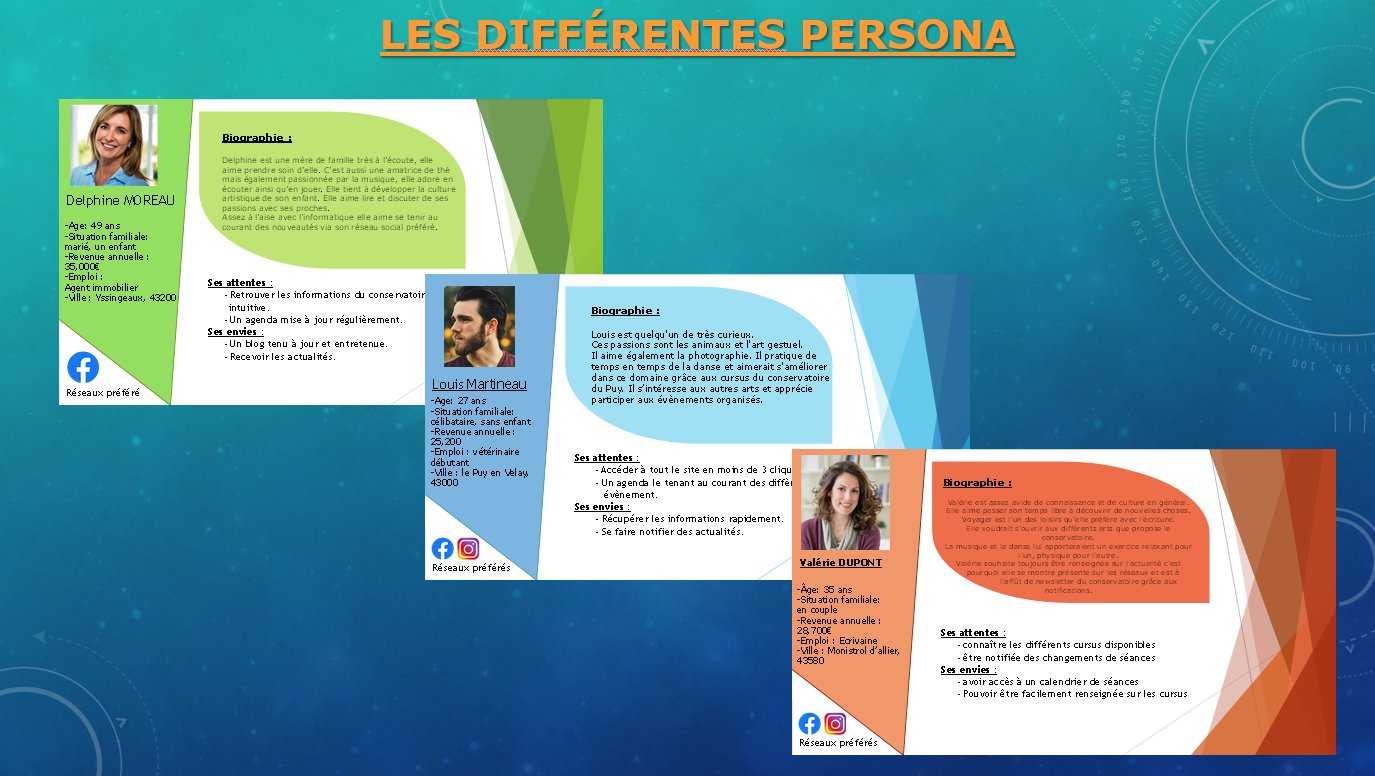 LES DIFFÉRENTES PERSONA
Delphine MOREAU
-Age: 49 ans
-Situation familiale:
marié, un enfant
-Revenue annuelle :
35,000€
-Emploi :
Agent immobilier
-Ville : Yssingeaux, 43200
Réseaux préféré
Biographie :
Delphine est une mère de famille très à l'écoute, elle
aime prendre soin d'elle. C'est aussi une amatrice de thé
mais également passionnée par la musique, elle adore en
écouter ainsi qu'en jouer. Elle tient à développer la culture
artistique de son enfant. Elle aime lire et discuter de ses
passions avec ses proches.
Assez à l'aise avec l'informatique elle aime se tenir au
courant des nouveautés via son réseau social préféré.
Ses attentes :
- Retrouver les informations du conservatoir
intuitive.
- Un agenda mise à jour régulièrement.
Ses envies :
- Un blog tenu à jour et entretenue.
- Recevoir les actualités.
Louis Martineau
-Age: 27 ans
-Situation familiale:
célibataire, sans enfant
-Revenue annuelle :
25,200
-Emploi : vétérinaire
débutant
-Ville : le Puy en Velay,
43000
Réseaux préférés
Biographie :
Louis est quelqu'un de très curieux.
Ces passions sont les animaux et l'art gestuel.
Il aime également la photographie. Il pratique de
temps en temps de la danse et aimerait s'améliorer
dans ce domaine grâce aux cursus du conservatoire
du Puy. Il s'intéresse aux autres arts et apprécie
participer aux évènements organisés.
Ses attentes :
- Accéder à tout le site en moins de 3 cliqu
- Un agenda le tenant au courant des diffèr
évènement.
Ses envies :
- Récupérer les informations rapidement.
- Se faire notifier des actualités.
Valérie DUPONT
-Âge: 35 ans
-Situation familiale:
en couple
-Revenue annuelle :
28,700€
-Emploi : Ecrivaine
-Ville : Monistrol d'allier,
43580
Réseaux préférés
Biographie :
Valérie est assez avide de connaissance et de culture en général.
Elle aime passer son temps libre à découvrir de nouvelles choses.
Voyager est l'un des loisirs qu'elle préfère avec l'écriture.
Elle voudrait s'ouvrir aux différents arts que propose le
conservatoire.
La musique et la danse lui apporteraient un exercice relaxant pour
l'un, physique pour l'autre.
Valérie souhaite toujours être renseignée sur l'actualité c'est
pourquoi elle se montre présente sur les réseaux et est à
l'affût de newsletter du conservatoire grâce aux
notifications.
Ses attentes :
- connaître les différents cursus disponibles
- être notifiée des changements de séances
Ses envies :
- avoir accès à un calendrier de séances
- Pouvoir être facilement renseignée sur les cursus